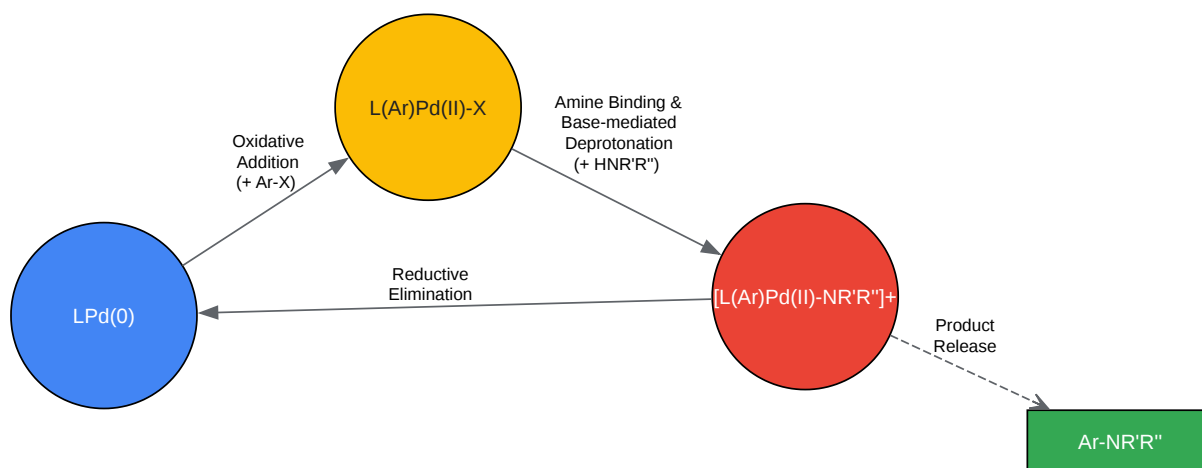 L(Ar)Pd(II)-X
Oxidative
Addition
(+ Ar-X)
Amine Binding &
Base-mediated
Deprotonation
(+ HNR'R'')
LPd(0)
Reductive
Elimination
[L(Ar)Pd(II)-NR'R'']+
Product
Release
Ar-NR'R''